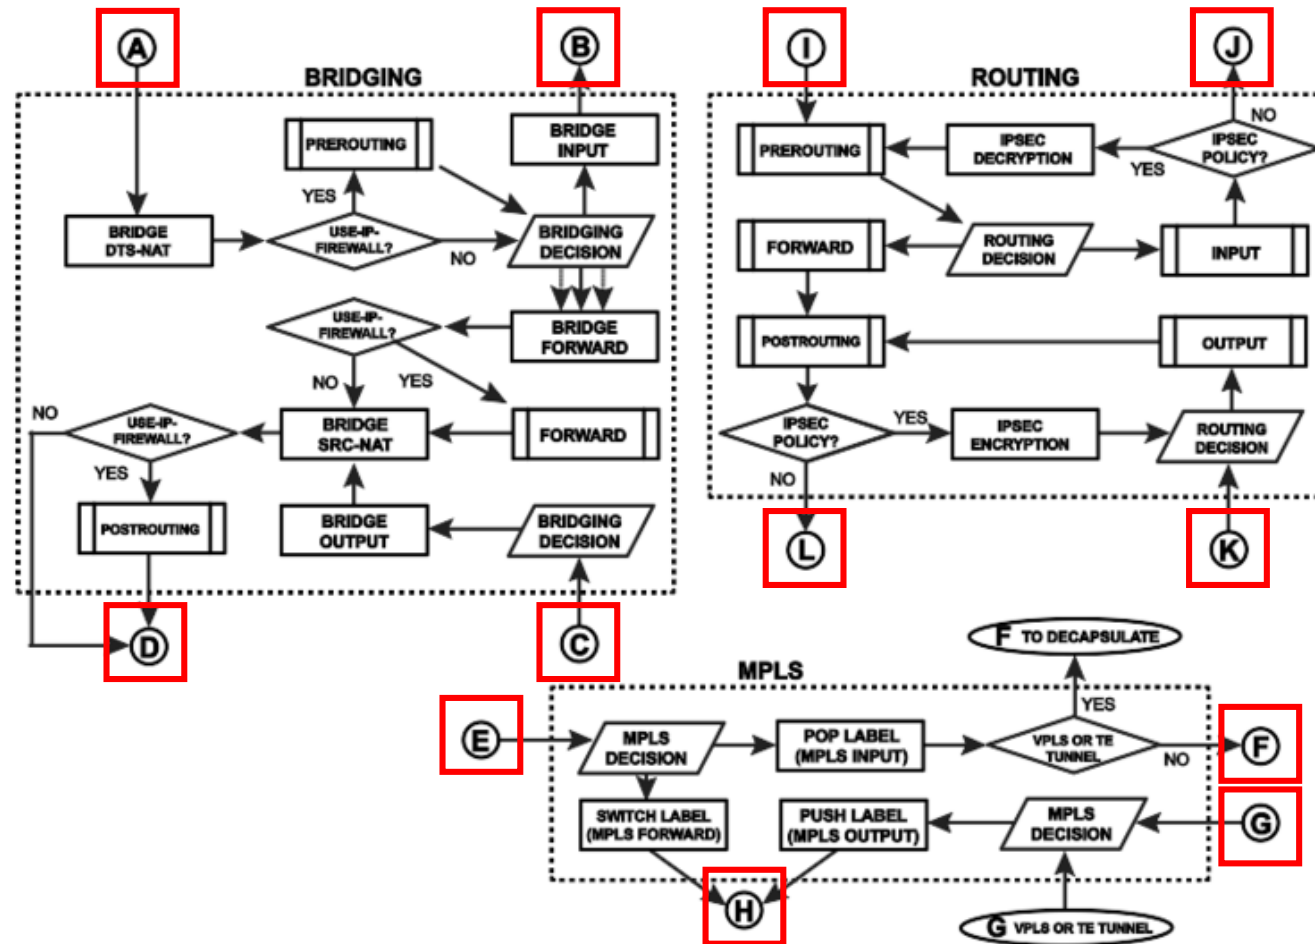 A
B
I
J
BRIDGING
ROUTING
PREROUTING
BRIDGE
INPUT
YES
BRIDGE
DTS-NAT
USE-IP-
FIREWALL?
NO
BRIDGING
DECISION
USE-IP-
FIREWALL?
BRIDGE
FORWARD
NO
YES
NO
USE-IP-
FIREWALL?
BRIDGE
SRC-NAT
FORWARD
YES
POSTROUTING
BRIDGE
OUTPUT
BRIDGING
DECISION
D
C
NO
PREROUTING
IPSEC
DECRYPTION
IPSEC
POLICY?
YES
FORWARD
ROUTING
DECISION
INPUT
POSTROUTING
OUTPUT
IPSEC
POLICY?
YES
IPSEC
ENCRYPTION
ROUTING
DECISION
NO
L
K
F TO DECAPSULATE
MPLS
YES
E
MPLS
DECISION
POP LABEL
(MPLS INPUT)
VPLS OR TE
TUNNEL
NO
F
SWITCH LABEL
(MPLS FORWARD)
PUSH LABEL
(MPLS OUTPUT)
MPLS
DECISION
G
H
G VPLS OR TE TUNNEL